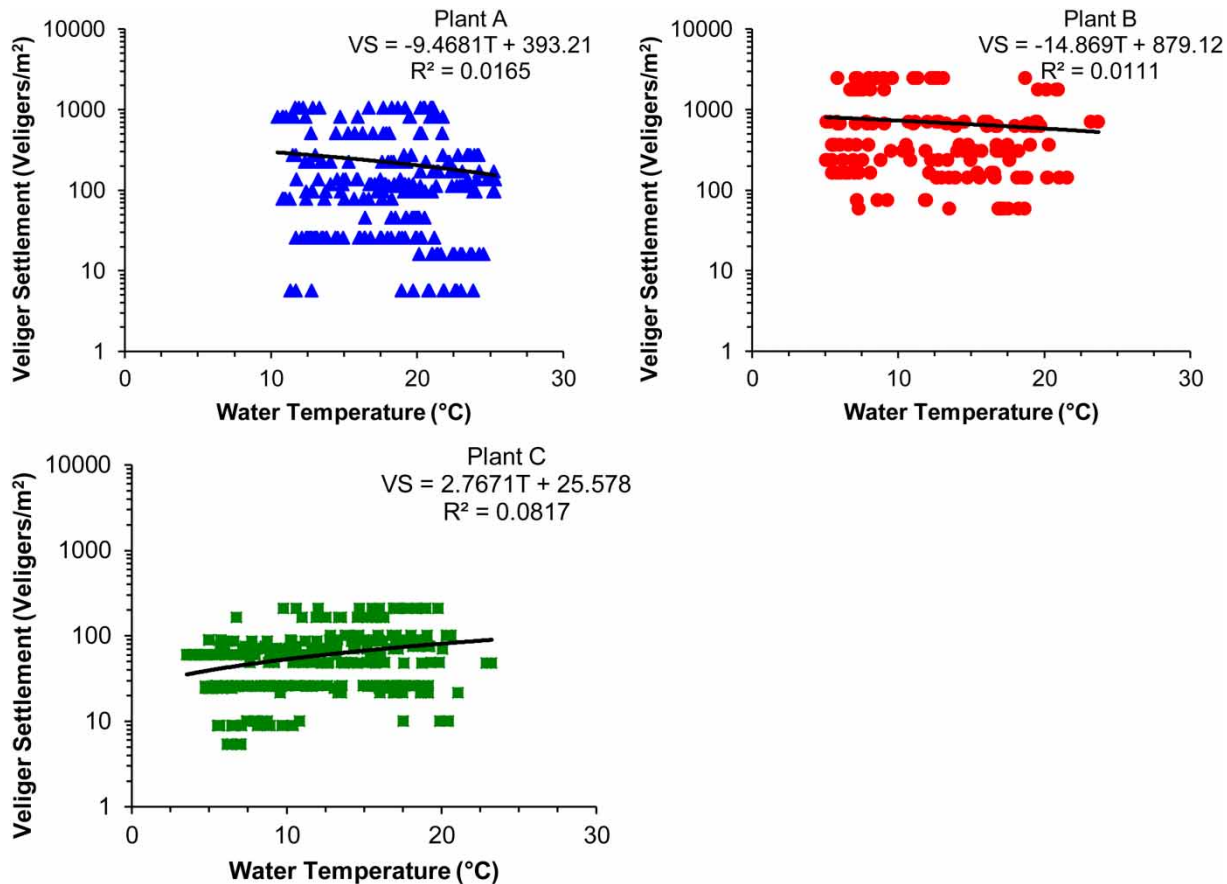 Plant A
VS = -9.4681T + 393.21
R² = 0.0165
10000
1000
100
10
1
0
10
20
30
Veliger Settlement (Veligers/m²)
Water Temperature (°C)
Plant B
VS = -14.869T + 879.12
R² = 0.0111
10000
1000
100
10
1
0
10
20
30
Veliger Settlement (Veligers/m²)
Water Temperature (°C)
Plant C
VS = 2.7671T + 25.578
R² = 0.0817
10000
1000
100
10
1
0
10
20
30
Veliger Settlement (Veligers/m²)
Water Temperature (°C)